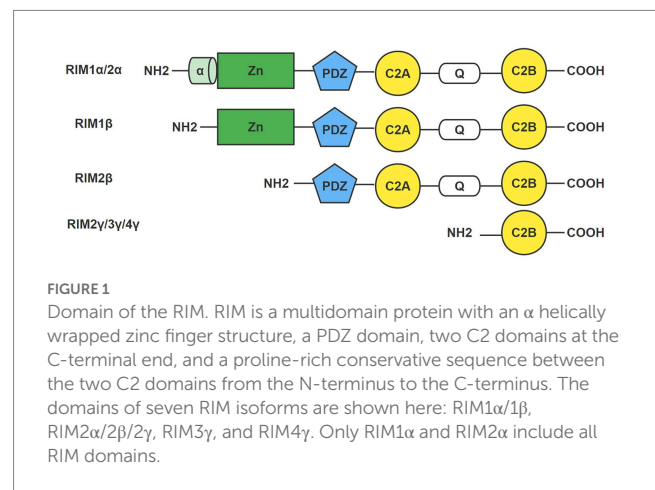 RIM1α/2α NH2 α Zn PDZ C2A Q C2B COOH
RIM1β NH2 Zn PDZ C2A Q C2B COOH
RIM2β NH2 PDZ C2A Q C2B COOH
RIM2γ/3γ/4γ NH2 C2B COOH
FIGURE 1
Domain of the RIM. RIM is a multidomain protein with an α helically
wrapped zinc finger structure, a PDZ domain, two C2 domains at the
C-terminal end, and a proline-rich conservative sequence between
the two C2 domains from the N-terminus to the C-terminus. The
domains of seven RIM isoforms are shown here: RIM1α/1β,
RIM2α/2β/2γ, RIM3γ, and RIM4γ. Only RIM1α and RIM2α include all
RIM domains.